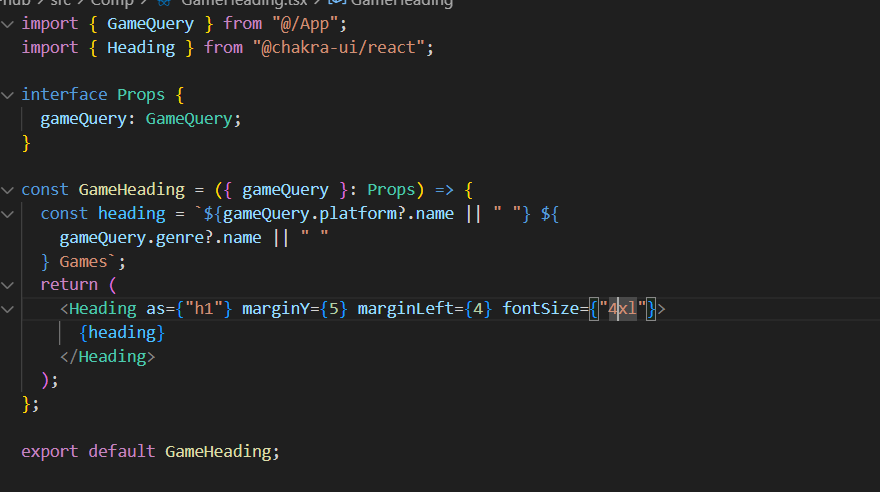 hub > src > Comp > GameHeading.tsx > GameHeading
import { GameQuery } from "@/App";
import { Heading } from "@chakra-ui/react";
interface Props {
gameQuery: GameQuery;
}
const GameHeading = ({ gameQuery }: Props) => {
const heading = `${gameQuery.platform?.name || " "} ${
gameQuery.genre?.name || " "
} Games`;
return (
<Heading as={"h1"} marginY={5} marginLeft={4} fontSize={"4xl"}>
{heading}
</Heading>
);
};
export default GameHeading;